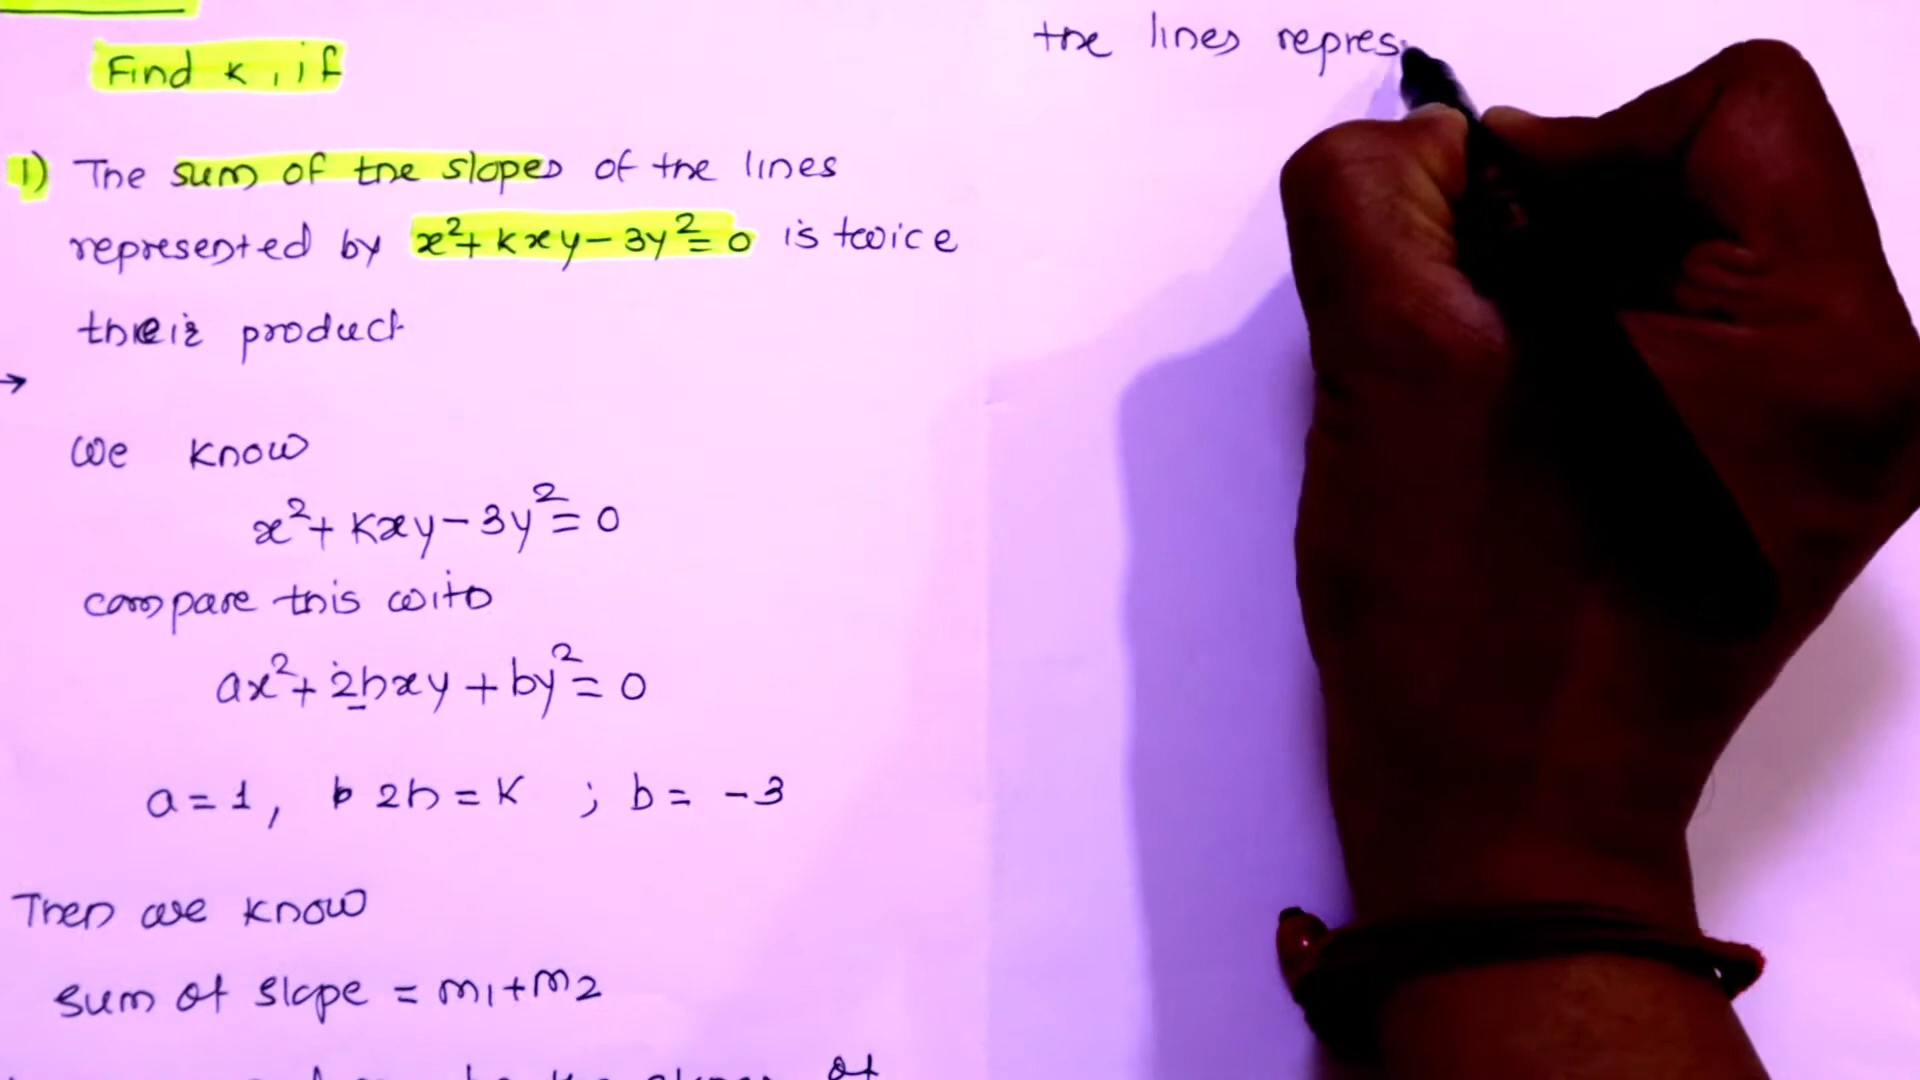 Find k, if
1) The sum of the slopes of the lines
represented by x²+kxy-3y²=0 is twice
their product
→
we know
x²+kxy-3y²=0
compare this with
ax²+2hxy+by²=0
a=1, 2h=k ; b= -3
Then we know
sum of slope = m1+m2
of
the lines repres